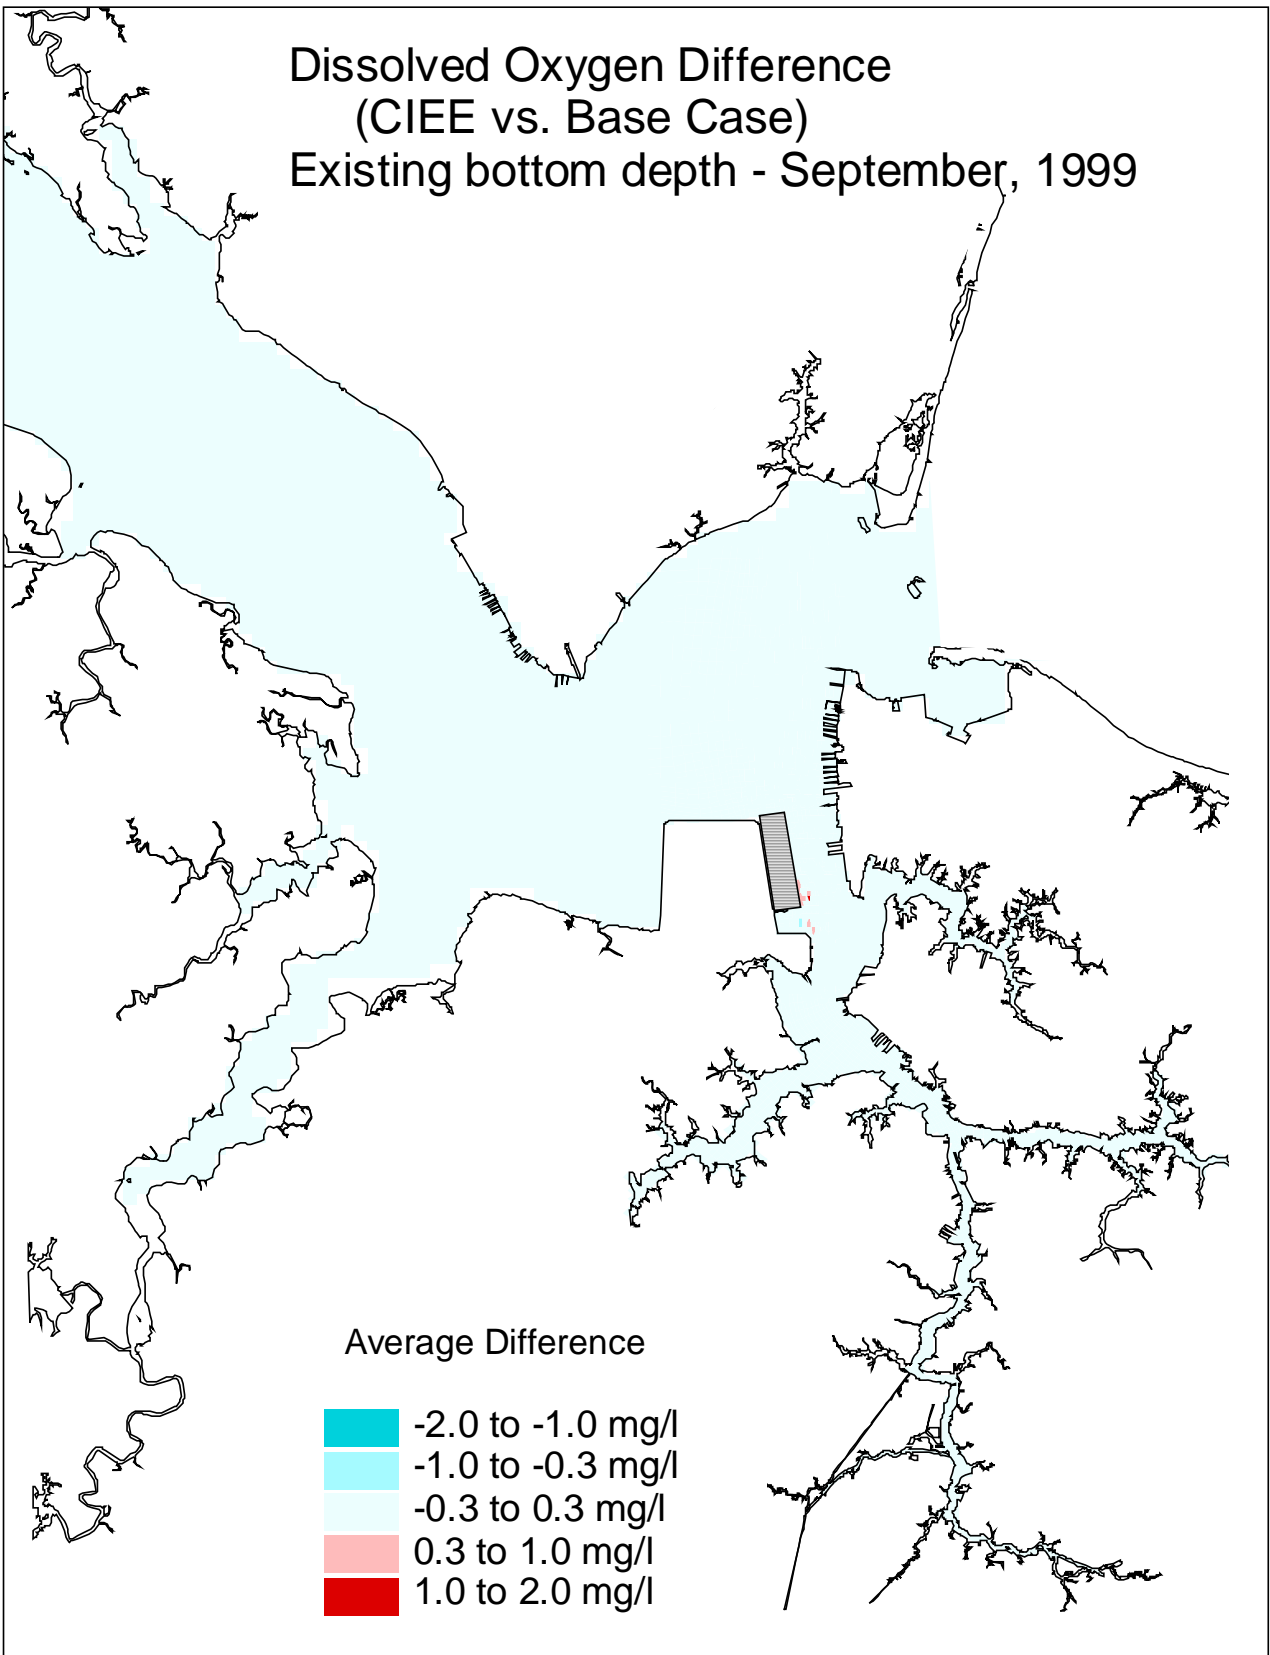 Dissolved Oxygen Difference
(CIEE vs. Base Case)
Existing bottom depth - September, 1999
Average Difference
-2.0 to -1.0 mg/l
-1.0 to -0.3 mg/l
-0.3 to 0.3 mg/l
0.3 to 1.0 mg/l
1.0 to 2.0 mg/l